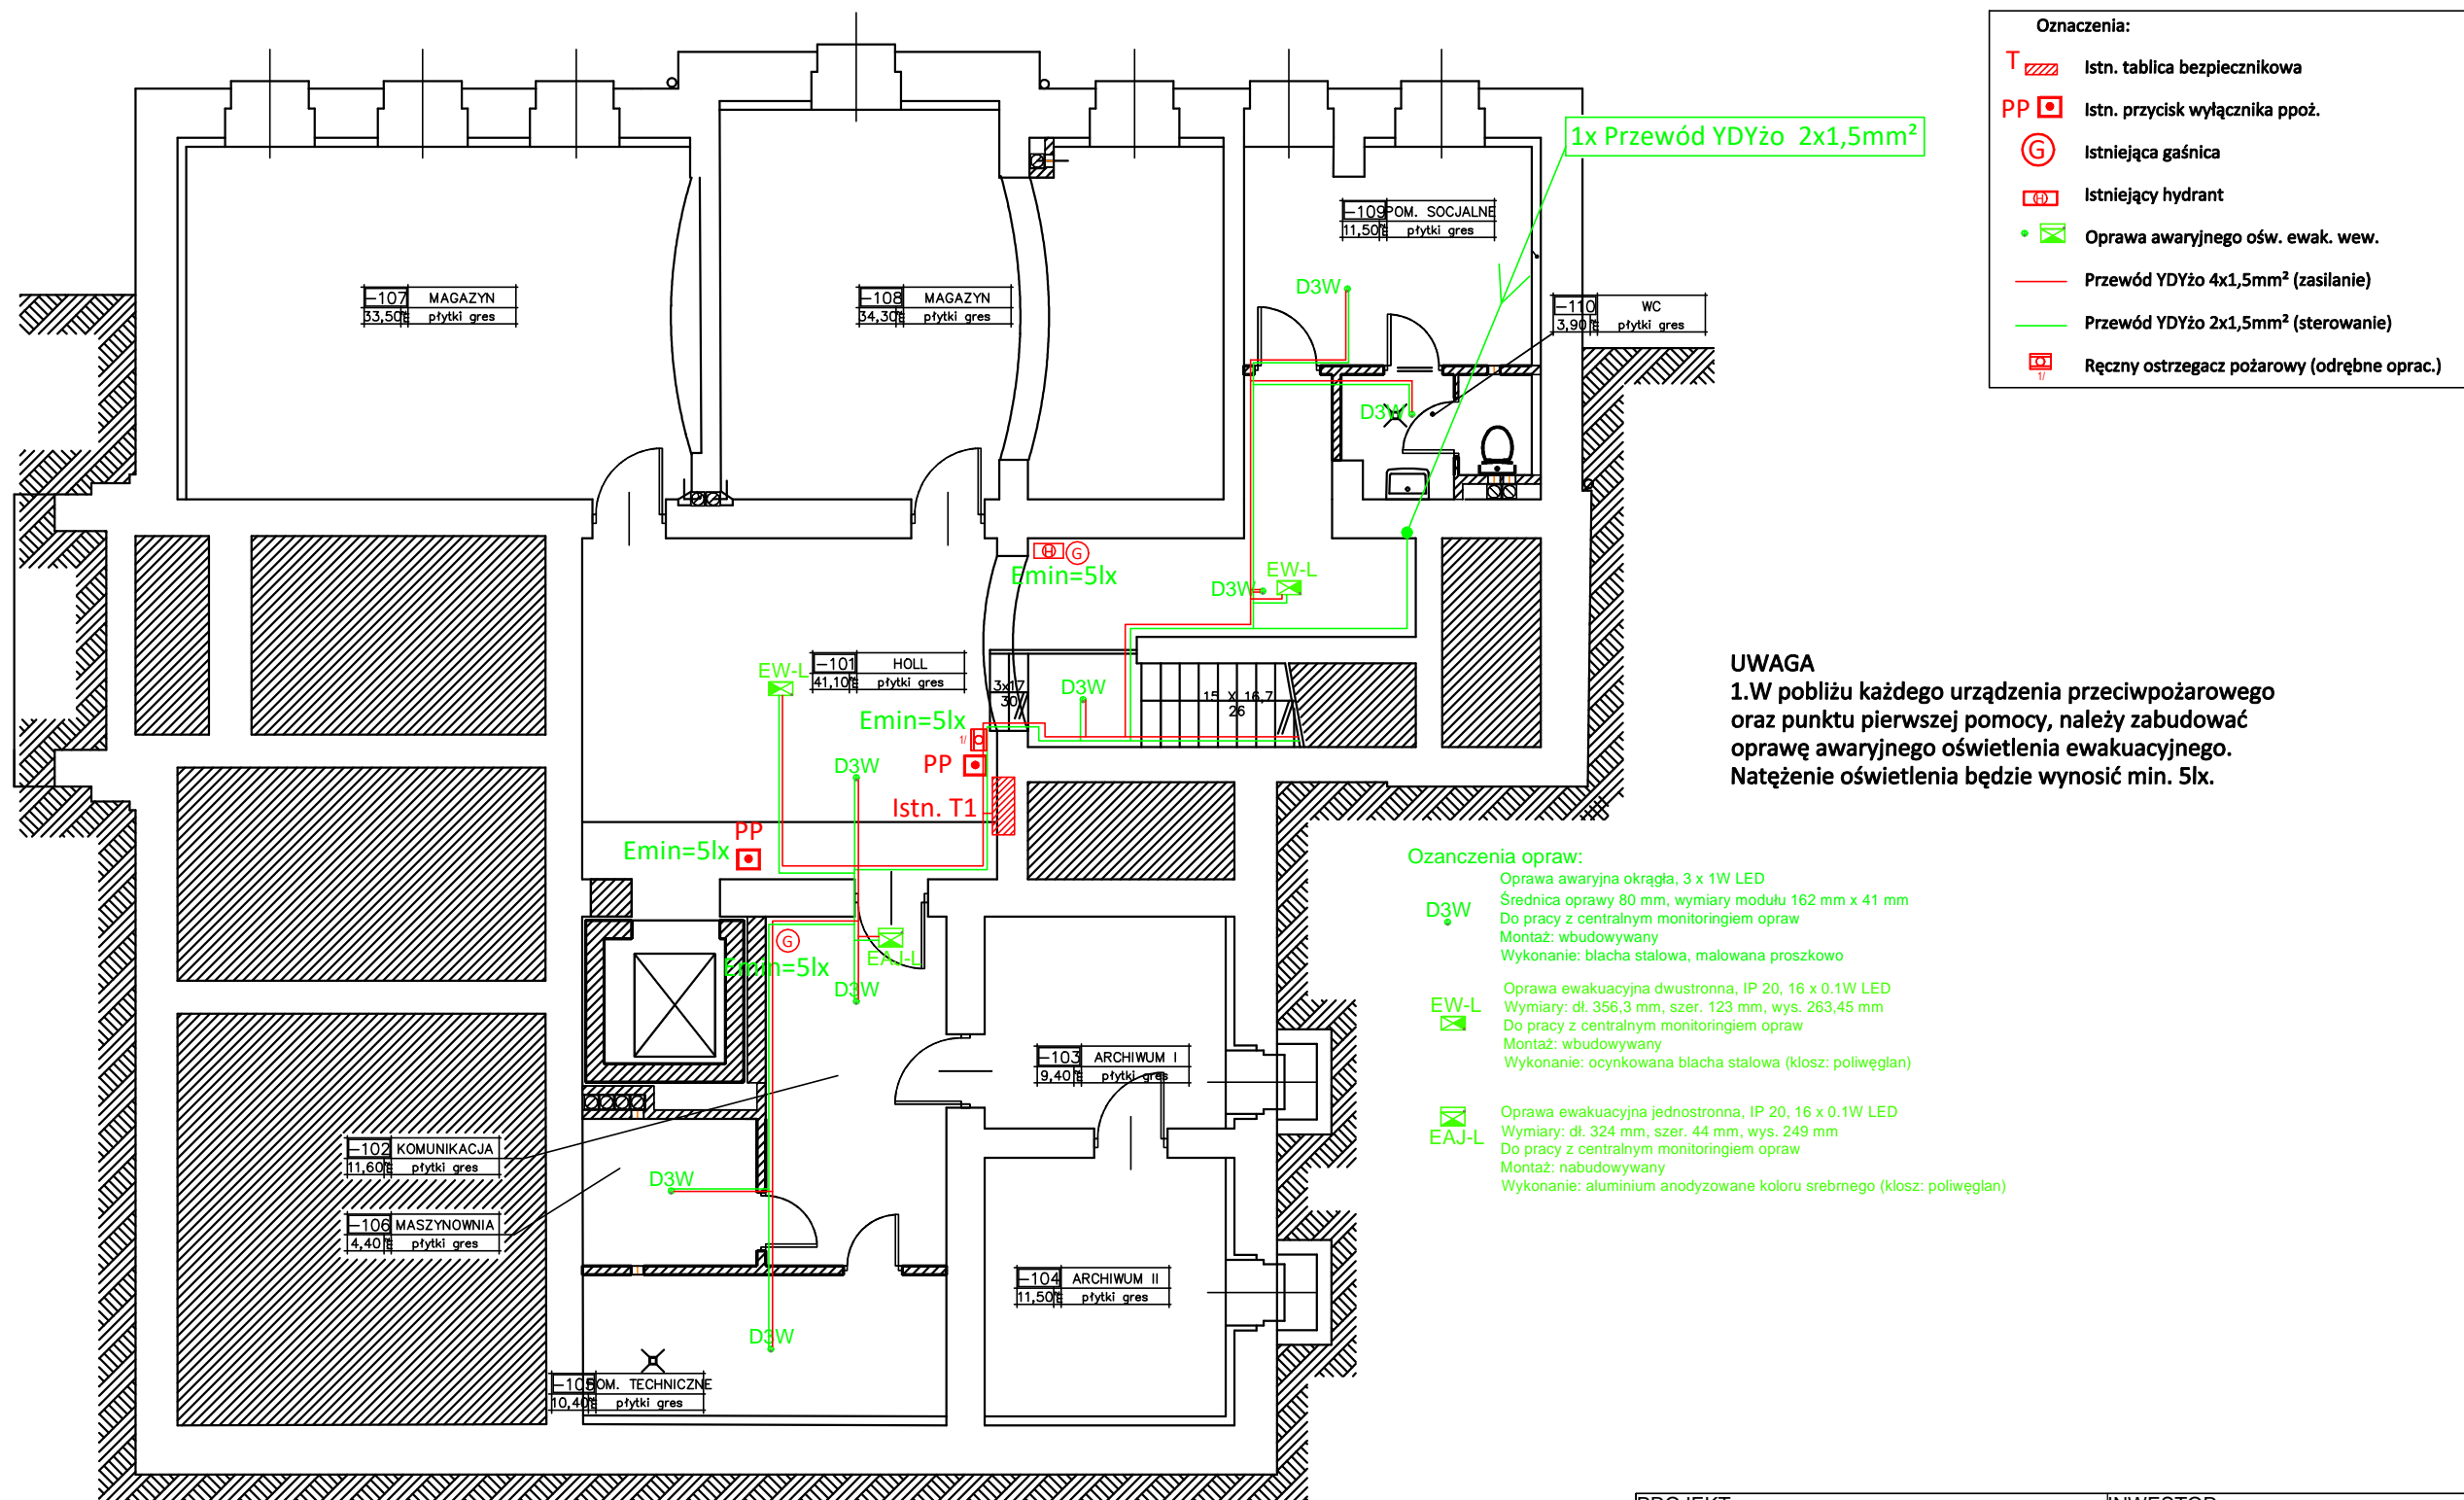 Oznaczenia:
T Istn. tablica bezpiecznikowa
PP Istn. przycisk wyłącznika ppoż.
G Istniejąca gaśnica
H Istniejący hydrant
Oprawa awaryjnego ośw. ewak. wew.
Przewód YDYżo 4x1,5mm² (zasilanie)
Przewód YDYżo 2x1,5mm² (sterowanie)
1/ Ręczny ostrzegacz pożarowy (odrębne oprac.)
1x Przewód YDYżo 2x1,5mm²
-109 POM. SOCJALNE
11,50 płytki gres
D3W
-107 MAGAZYN
33,50 płytki gres
-108 MAGAZYN
34,30 płytki gres
-110 WC
3,90 płytki gres
D3W
H G
Emin=5lx
D3W
EW-L
EW-L
-101 HOLL
41,10 płytki gres
3x17
30
D3W
15 X 16,7
26
Emin=5lx
1/
PP
D3W
Istn. T1
PP
Emin=5lx
G
Emin=5lx
EAJ-L
D3W
-103 ARCHIWUM I
9,40 płytki gres
-102 KOMUNIKACJA
11,60 płytki gres
D3W
-106 MASZYNOWNIA
4,40 płytki gres
-104 ARCHIWUM II
11,50 płytki gres
D3W
-105 POM. TECHNICZNE
10,40 płytki gres
UWAGA
1.W pobliżu każdego urządzenia przeciwpożarowego
oraz punktu pierwszej pomocy, należy zabudować
oprawę awaryjnego oświetlenia ewakuacyjnego.
Natężenie oświetlenia będzie wynosić min. 5lx.
Ozanczenia opraw:
D3W
Oprawa awaryjna okrągła, 3 x 1W LED
Średnica oprawy 80 mm, wymiary modułu 162 mm x 41 mm
Do pracy z centralnym monitoringiem opraw
Montaż: wbudowywany
Wykonanie: blacha stalowa, malowana proszkowo
EW-L
Oprawa ewakuacyjna dwustronna, IP 20, 16 x 0.1W LED
Wymiary: dł. 356,3 mm, szer. 123 mm, wys. 263,45 mm
Do pracy z centralnym monitoringiem opraw
Montaż: wbudowywany
Wykonanie: ocynkowana blacha stalowa (klosz: poliwęglan)
EAJ-L
Oprawa ewakuacyjna jednostronna, IP 20, 16 x 0.1W LED
Wymiary: dł. 324 mm, szer. 44 mm, wys. 249 mm
Do pracy z centralnym monitoringiem opraw
Montaż: nabudowywany
Wykonanie: aluminium anodyzowane koloru srebrnego (klosz: poliwęglan)
PROJEKT
INWESTOR